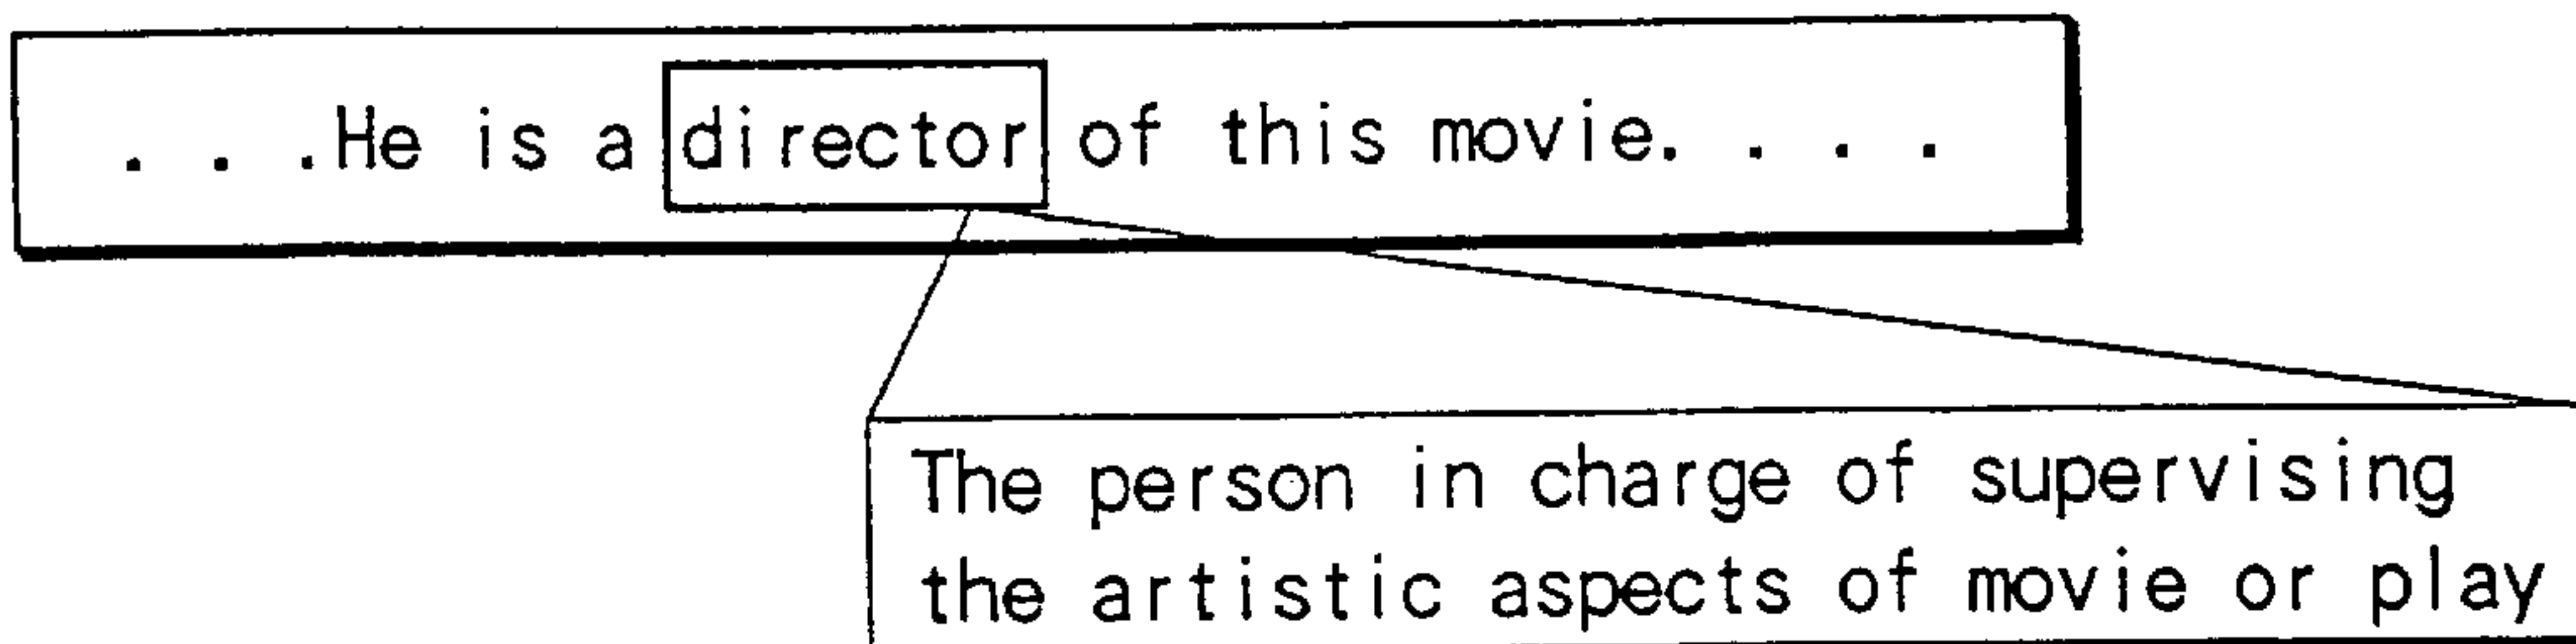 . . .He is a director of this movie. . . .
The person in charge of supervising
the artistic aspects of movie or play